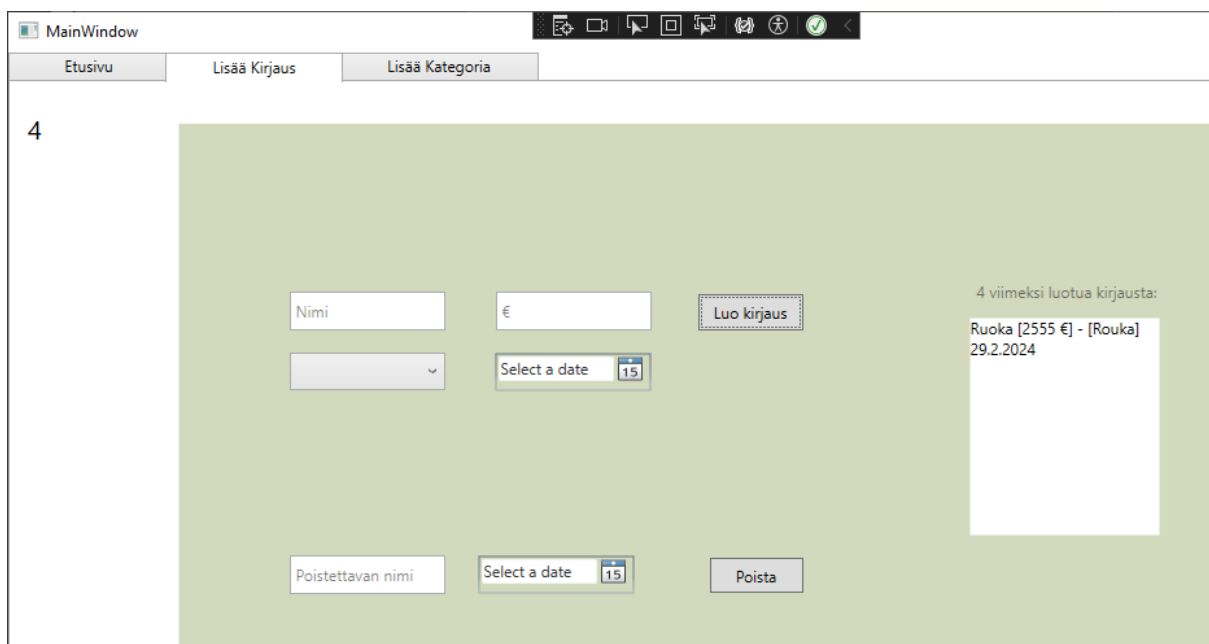 MainWindow
Etusivu
Lisää Kirjaus
Lisää Kategoria
4
4 viimeksi luotua kirjausta:
Nimi
€
Luo kirjaus
Ruoka [2555 €] - [Rouka]
29.2.2024
Select a date
15
Poistettavan nimi
Select a date
15
Poista